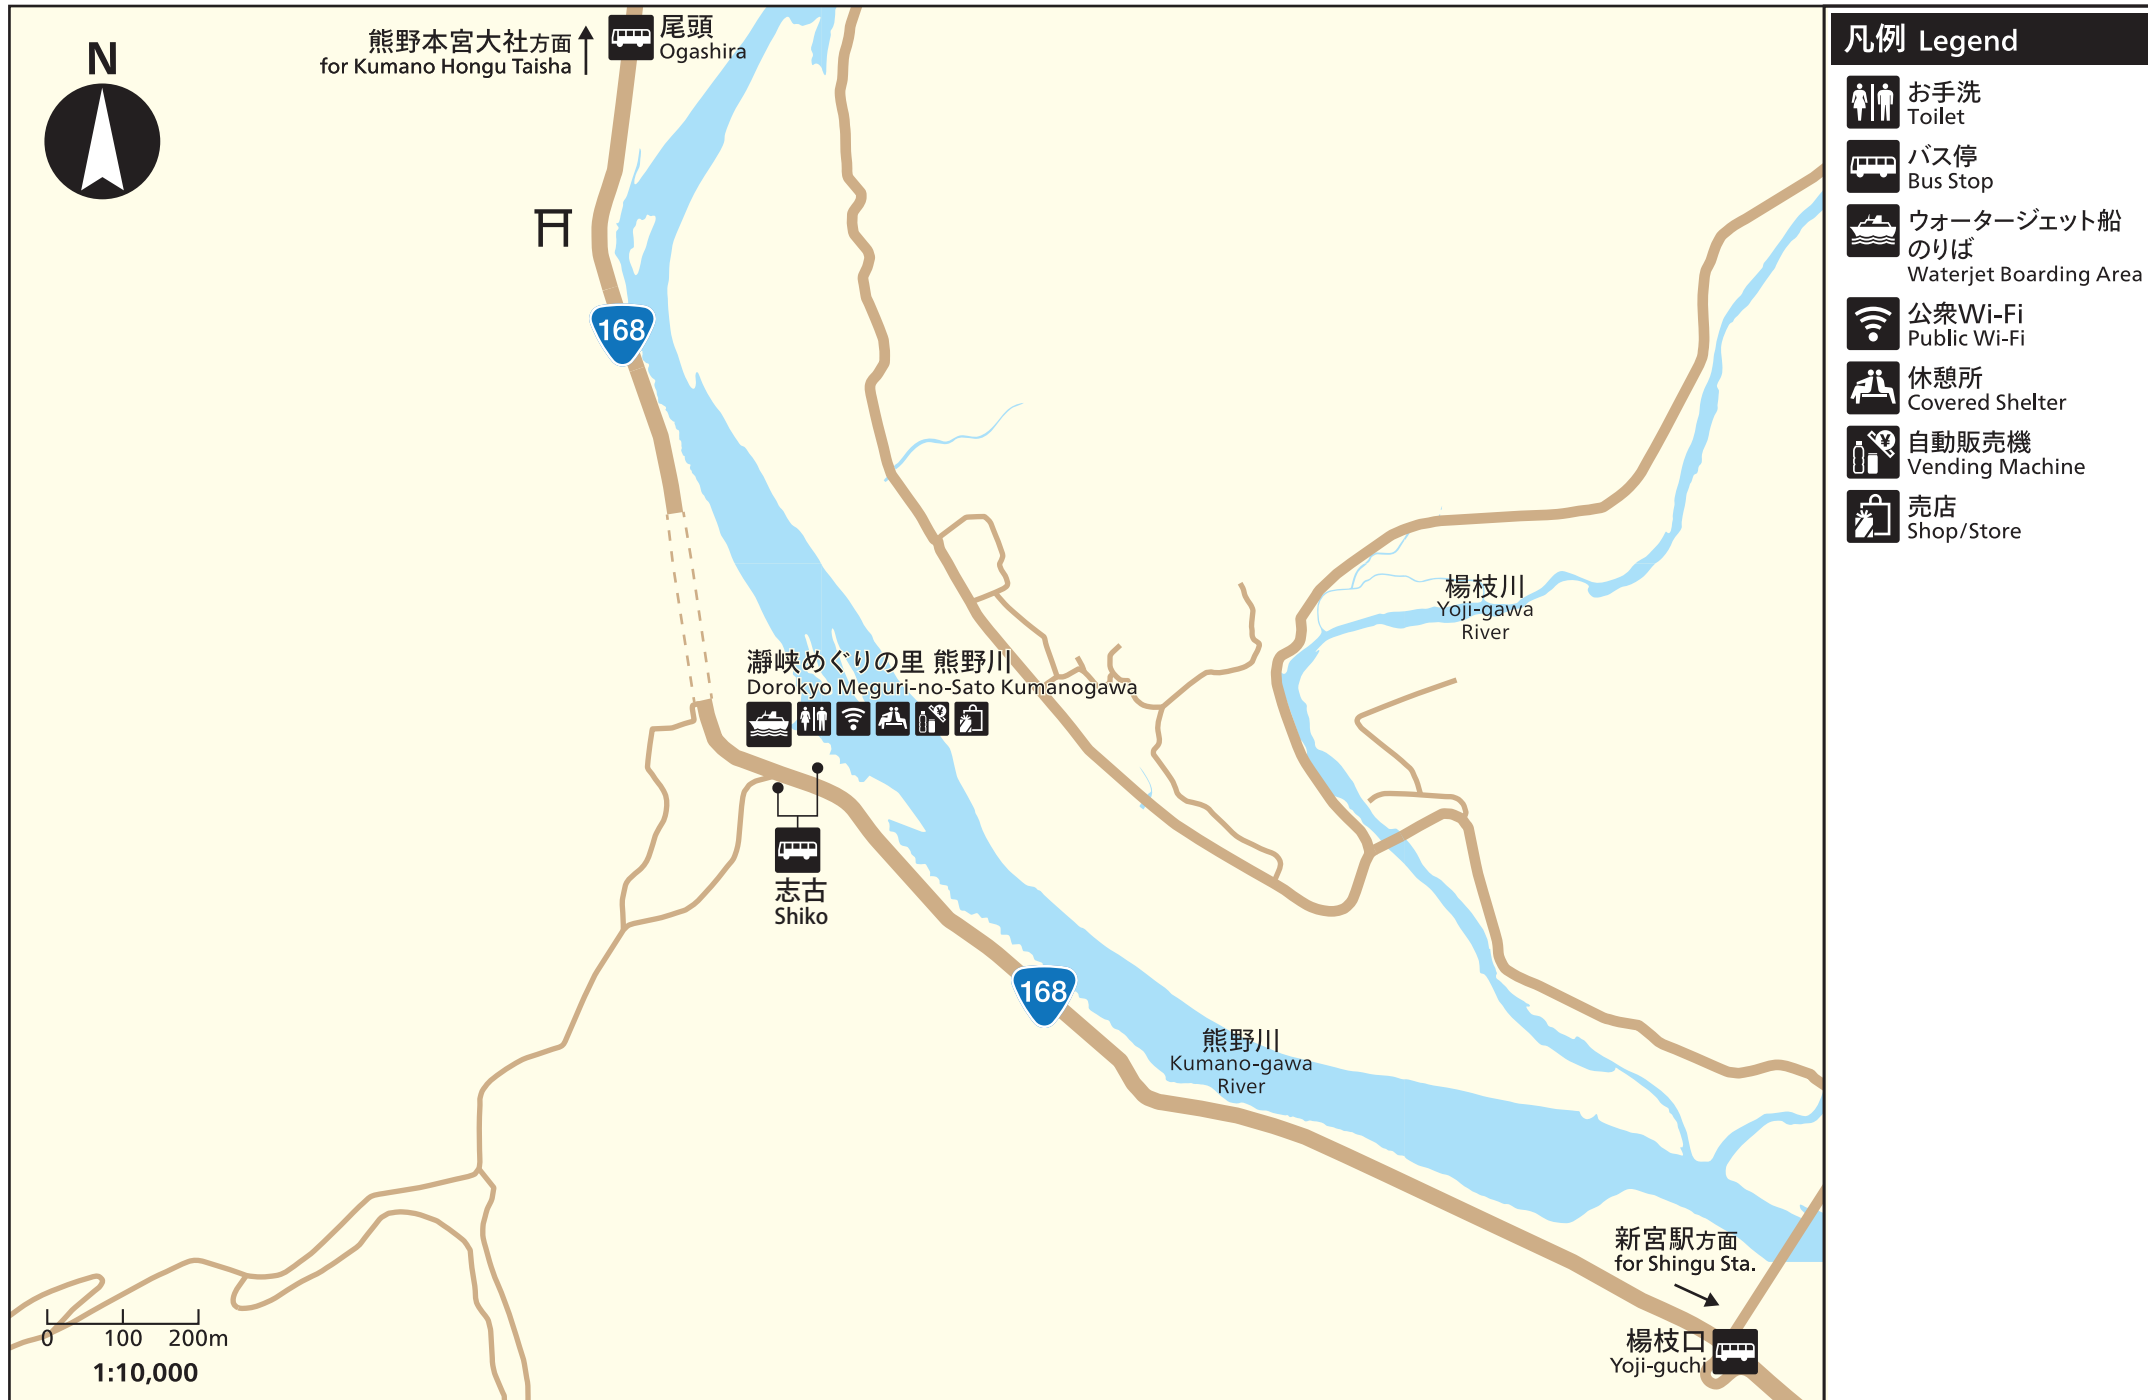 熊野本宮大社方面
for Kumano Hongu Taisha
尾頭
Ogashira
N
168
楊枝川
Yoji-gawa
River
瀞峡めぐりの里 熊野川
Dorokyo Meguri-no-Sato Kumanogawa
志古
Shiko
168
熊野川
Kumano-gawa
River
新宮駅方面
for Shingu Sta.
楊枝口
Yoji-guchi
0 100 200m
1:10,000
凡例 Legend
お手洗
Toilet
バス停
Bus Stop
ウォータージェット船
のりば
Waterjet Boarding Area
公衆Wi-Fi
Public Wi-Fi
休憩所
Covered Shelter
自動販売機
Vending Machine
売店
Shop/Store